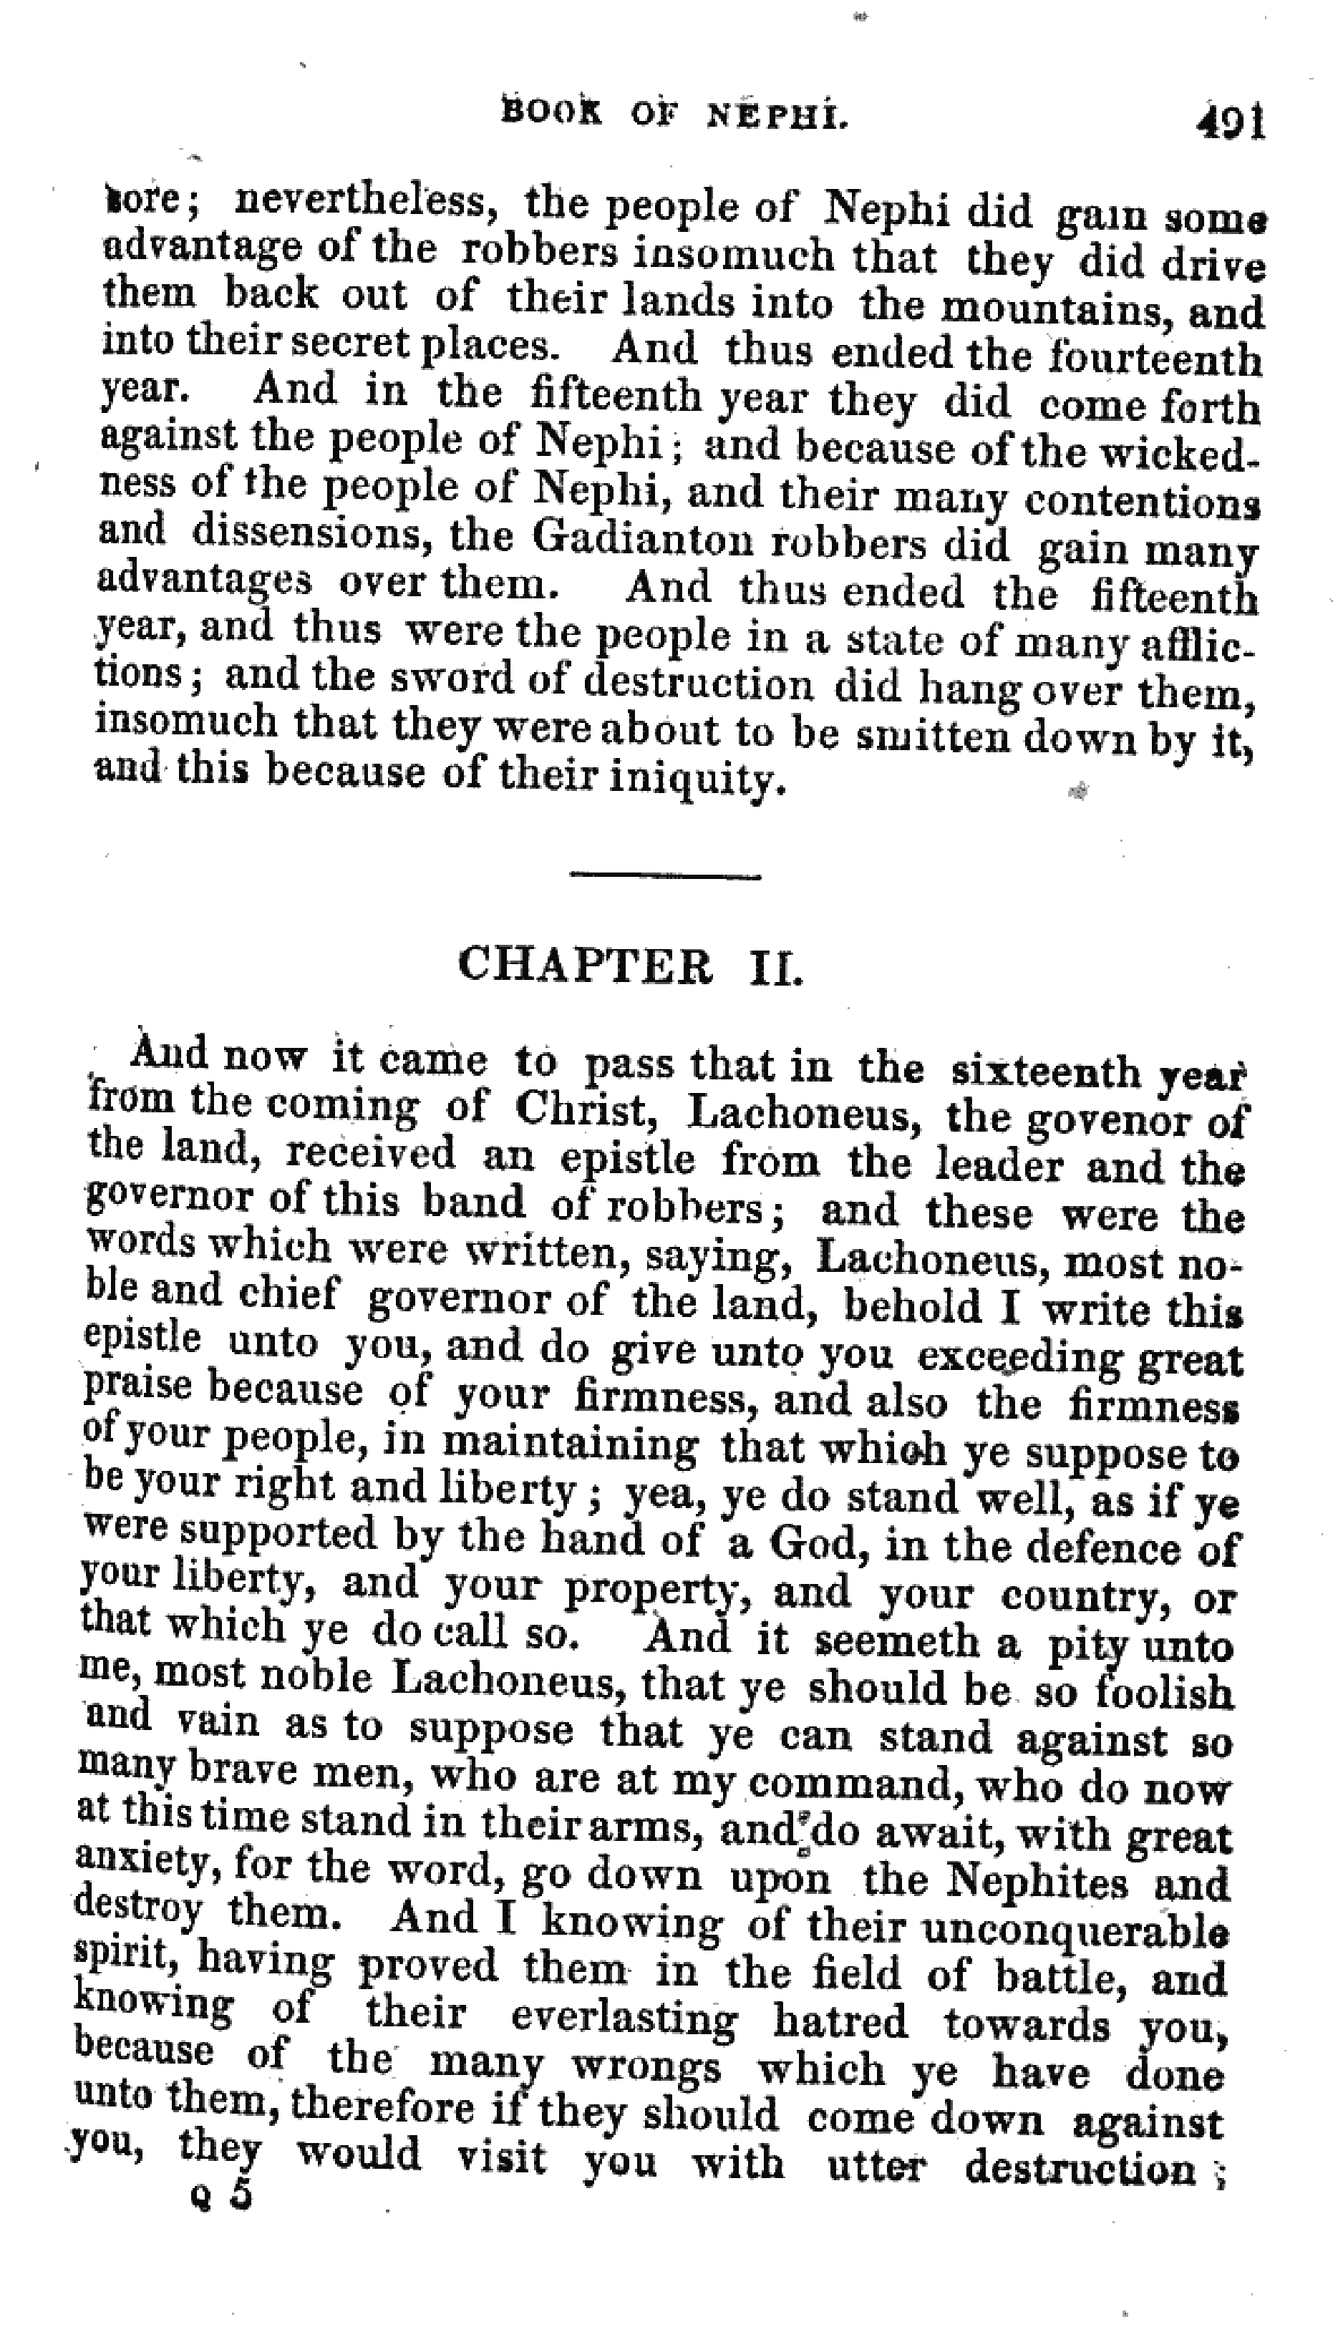 BOOK OF NEPHI. 491
sore; nevertheless, the people of Nephi did gain some
advantage of the robbers insomuch that they did drive
them back out of their lands into the mountains, and
into their secret places. And thus ended the fourteenth
year. And in the fifteenth year they did come forth
against the people of Nephi; and because of the wicked-
ness of the people of Nephi, and their many contentions
and dissensions, the Gadianton robbers did gain many
advantages over them. And thus ended the fifteenth
year, and thus were the people in a state of many afflic-
tions; and the sword of destruction did hang over them,
insomuch that they were about to be smitten down by it,
and this because of their iniquity.
CHAPTER II.
And now it came to pass that in the sixteenth year
from the coming of Christ, Lachoneus, the govenor of
the land, received an epistle from the leader and the
governor of this band of robbers; and these were the
words which were written, saying, Lachoneus, most no-
ble and chief governor of the land, behold I write this
epistle unto you, and do give unto you exceeding great
praise because of your firmness, and also the firmness
of your people, in maintaining that which ye suppose to
be your right and liberty; yea, ye do stand well, as if ye
were supported by the hand of a God, in the defence of
your liberty, and your property, and your country, or
that which ye do call so. And it seemeth a pity unto
me, most noble Lachoneus, that ye should be so foolish
and vain as to suppose that ye can stand against so
many brave men, who are at my command, who do now
at this time stand in their arms, and do await, with great
anxiety, for the word, go down upon the Nephites and
destroy them. And I knowing of their unconquerable
spirit, having proved them in the field of battle, and
knowing of their everlasting hatred towards you,
because of the many wrongs which ye have done
unto them, therefore if they should come down against
you, they would visit you with utter destruction;
Q 5